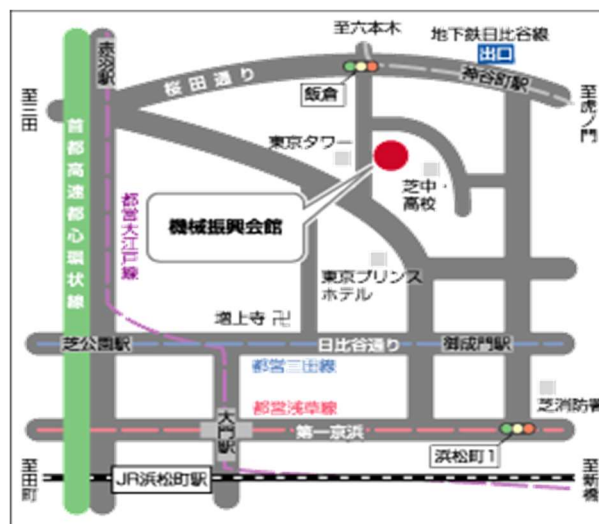 至六本木
地下鉄日比谷線
出口
赤羽駅
桜田通り
飯倉
神谷町駅
至三田
至虎ノ門
首都高速都心環状線
東京タワー
芝中・
高校
機械振興会館
都営大江戸線
東京プリンス
ホテル
増上寺 卍
芝公園駅
日比谷通り
御成門駅
都営三田線
都営浅草線
芝消防署
大門駅
第一京浜
浜松町1
至田町
JR浜松町駅
至新橋